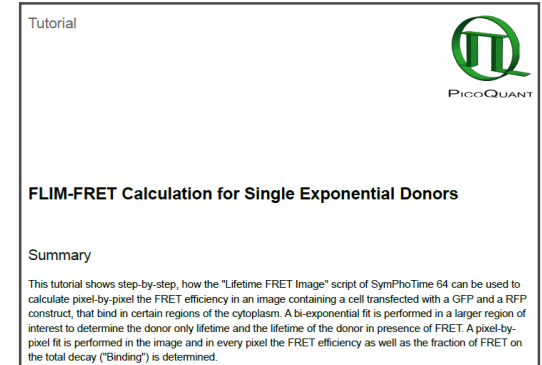 Tutorial
PICOQUANT
FLIM-FRET Calculation for Single Exponential Donors
Summary
This tutorial shows step-by-step, how the "Lifetime FRET Image" script of SymPhoTime 64 can be used to
calculate pixel-by-pixel the FRET efficiency in an image containing a cell transfected with a GFP and a RFP
construct, that bind in certain regions of the cytoplasm. A bi-exponential fit is performed in a larger region of
interest to determine the donor only lifetime and the lifetime of the donor in presence of FRET. A pixel-by-
pixel fit is performed in the image and in every pixel the FRET efficiency as well as the fraction of FRET on
the total decay ("Binding") is determined.